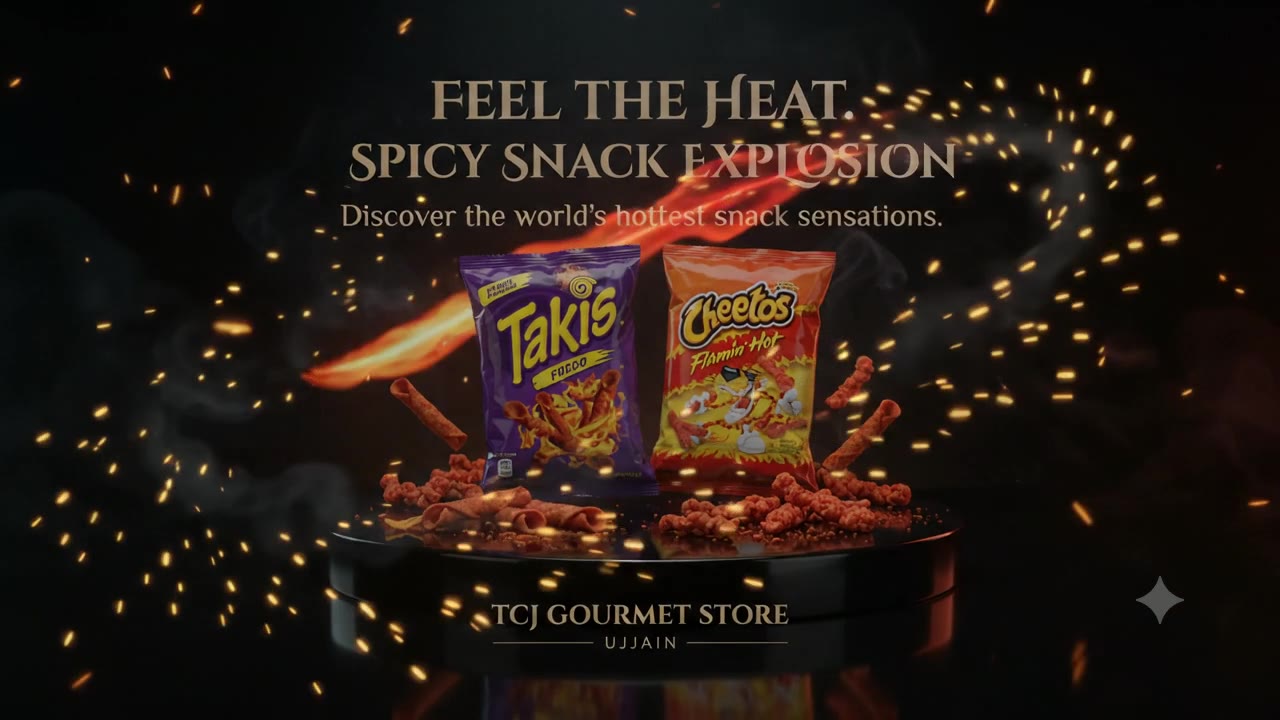 FEEL THE HEAT.
SPICY SNACK EXPLOSION
Discover the world's hottest snack sensations.
Takis
FUEGO
Cheetos
Flamin' Hot
TCJ GOURMET STORE
UJJAIN